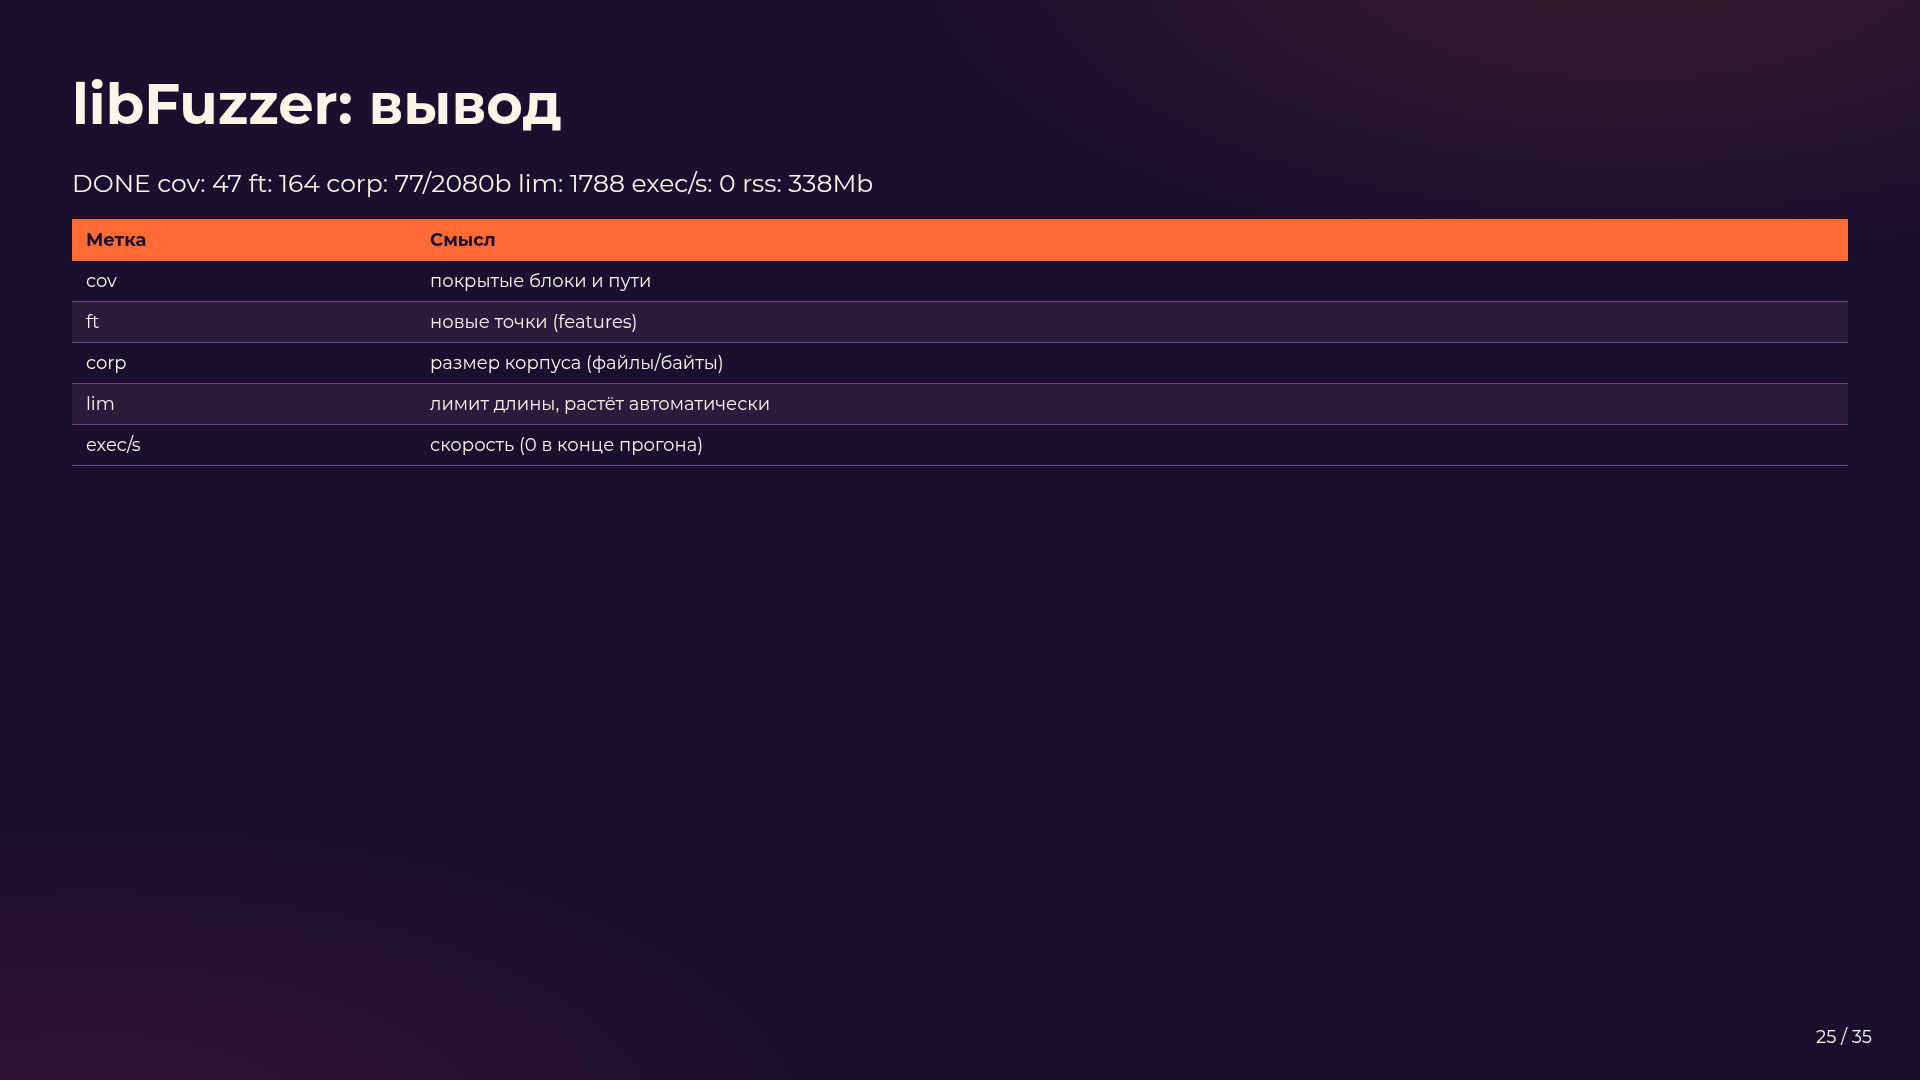 libFuzzer: вывод
DONE cov: 47 ft: 164 corp: 77/2080b lim: 1788 exec/s: 0 rss: 338Mb
Метка Смысл
cov покрытые блоки и пути
ft новые точки (features)
corp размер корпуса (файлы/байты)
lim лимит длины, растёт автоматически
exec/s скорость (0 в конце прогона)
25 / 35